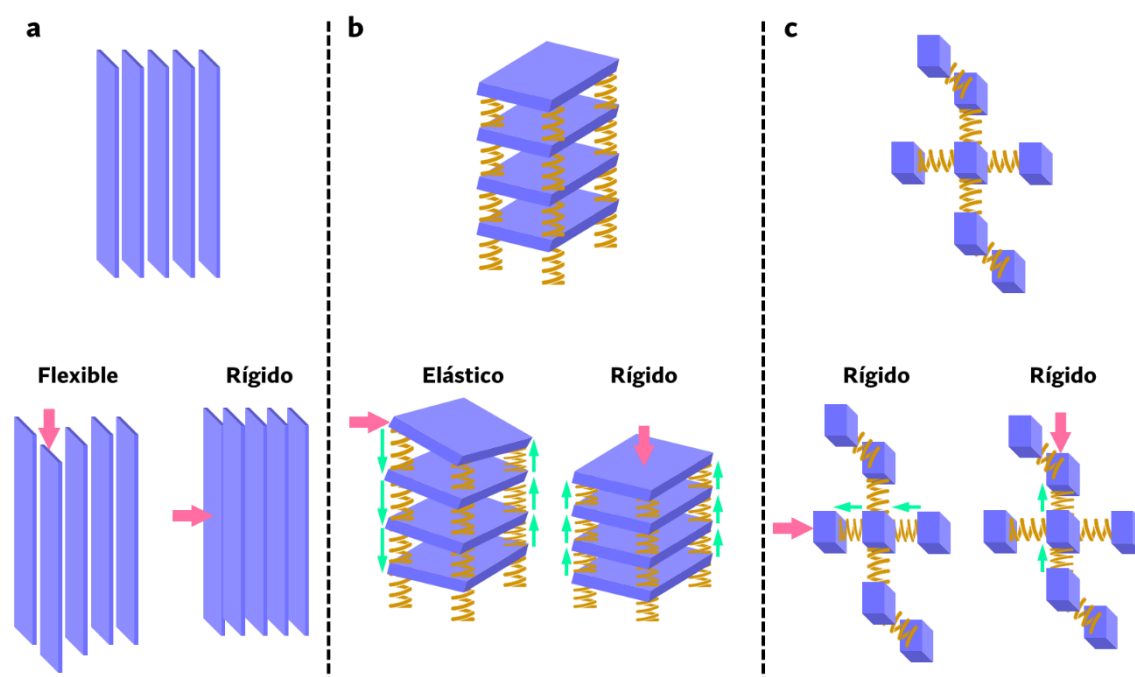 a
b
c
Flexible
Rígido
Elástico
Rígido
Rígido
Rígido